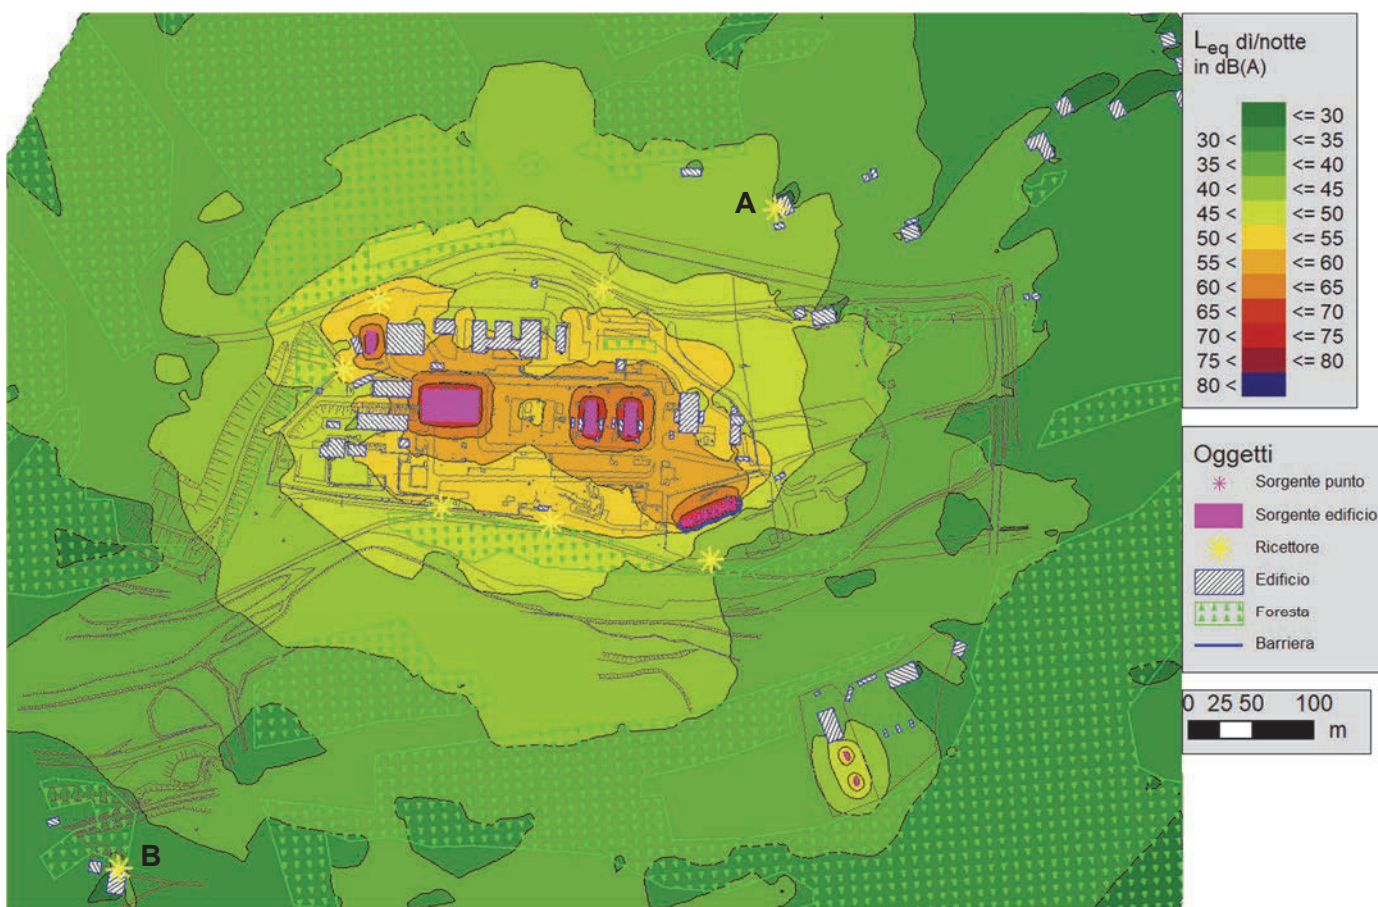 A
B
L eq dì/notte
in dB(A)
<= 30
30 < <= 35
35 < <= 40
40 < <= 45
45 < <= 50
50 < <= 55
55 < <= 60
60 < <= 65
65 < <= 70
70 < <= 75
75 < <= 80
80 <
Oggetti
Sorgente punto
Sorgente edificio
Ricettore
Edificio
Foresta
Barriera
0 25 50 100
m